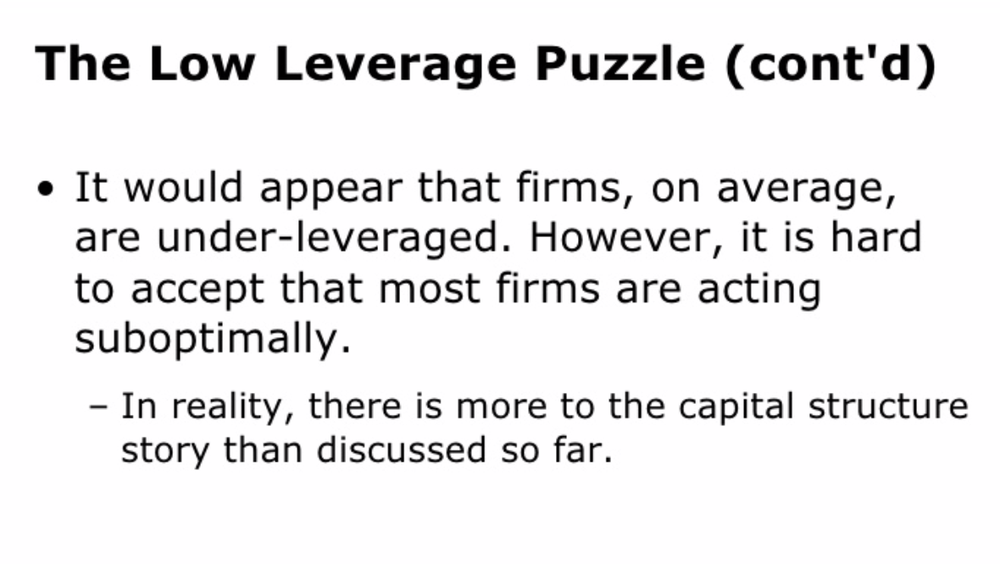 The Low Leverage Puzzle (cont'd)
• It would appear that firms, on average,
are under-leveraged. However, it is hard
to accept that most firms are acting
suboptimally.
– In reality, there is more to the capital structure
story than discussed so far.